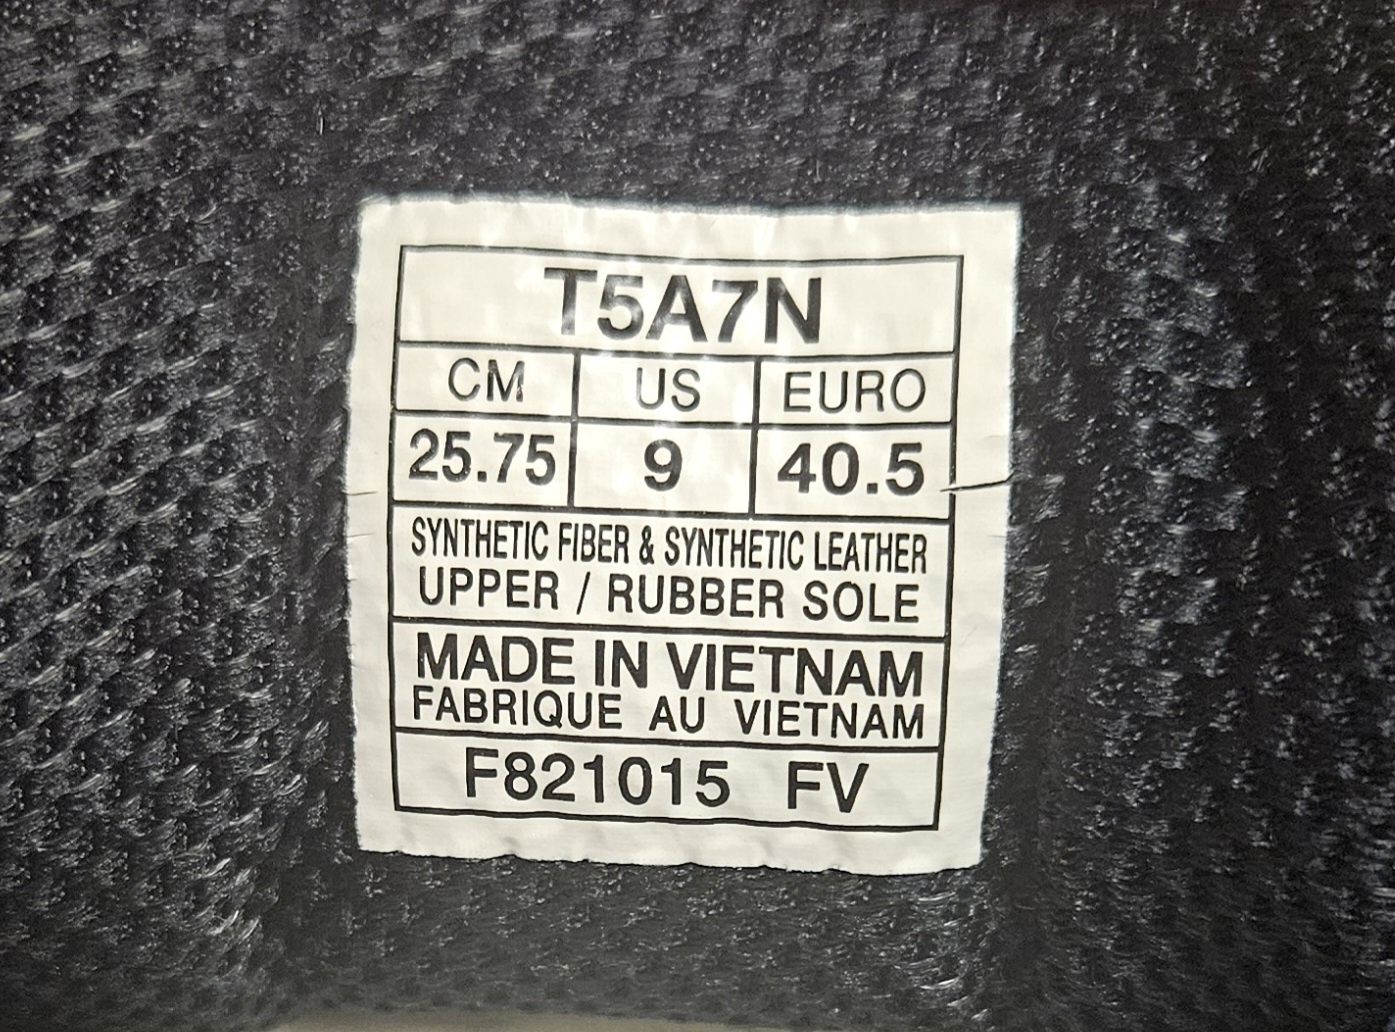 T5A7N
CM US EURO
25.75 9 40.5
SYNTHETIC FIBER & SYNTHETIC LEATHER
UPPER / RUBBER SOLE
MADE IN VIETNAM
FABRIQUE AU VIETNAM
F821015 FV